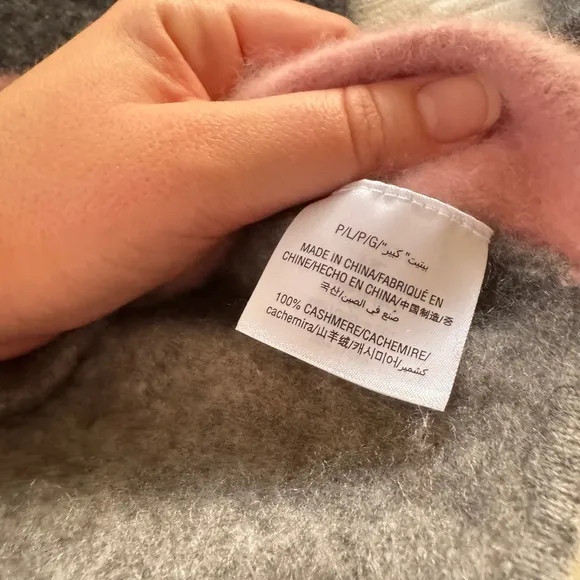 P/L/P/G/"بيتيت" كبير
MADE IN CHINA/FABRIQUÉ EN
CHINE/HECHO EN CHINA/中国制造/중
국산/صنع في الصين
100% CASHMERE/CACHEMIRE/
cachemira/山羊绒/캐시미어/كشمير